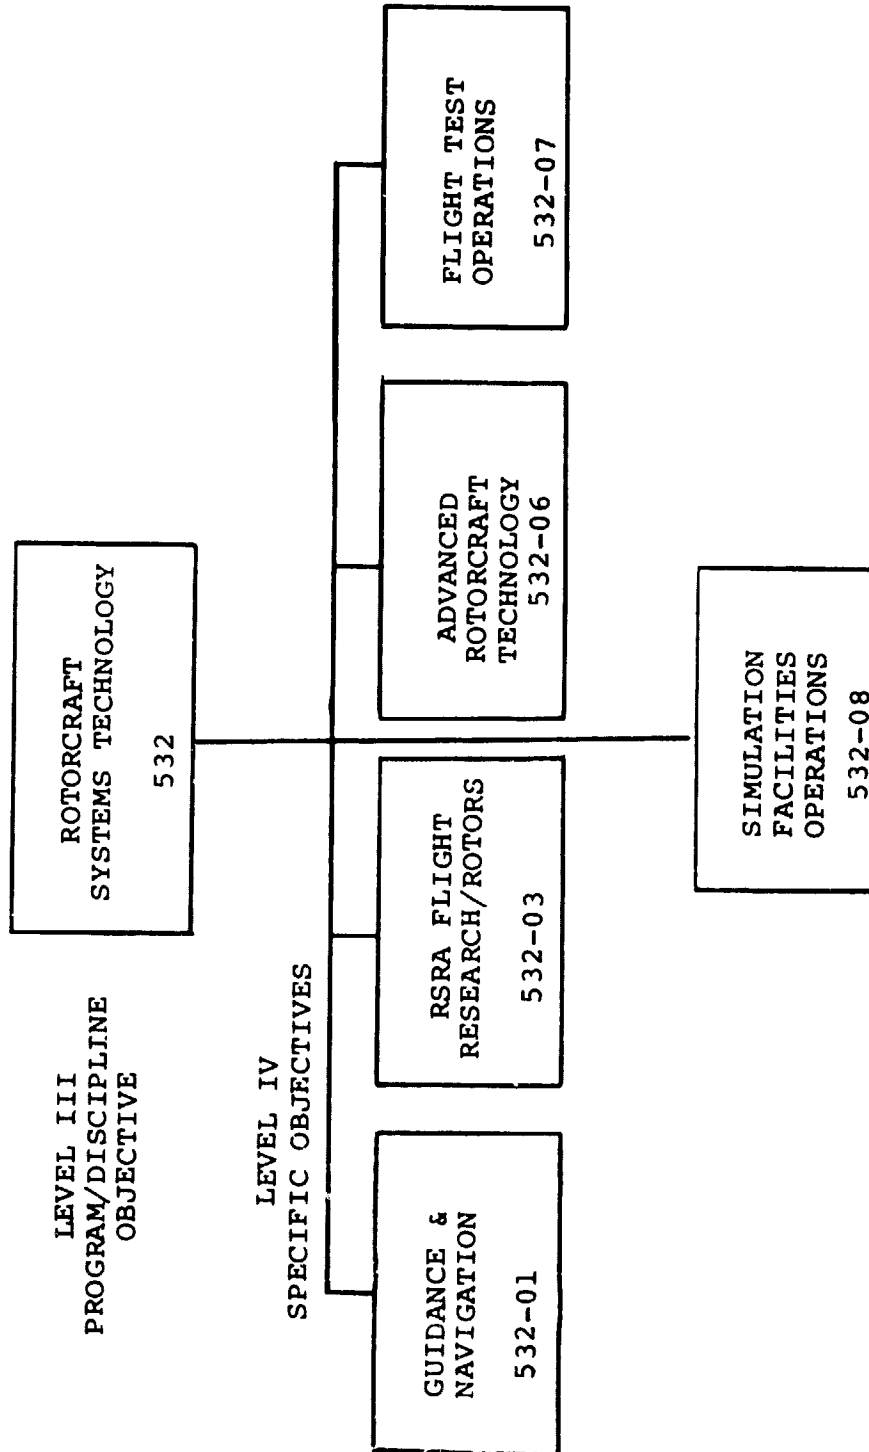 LEVEL III
PROGRAM/DISCIPLINE
OBJECTIVE
ROTORCRAFT
SYSTEMS TECHNOLOGY
532
LEVEL IV
SPECIFIC OBJECTIVES
GUIDANCE &
NAVIGATION
532-01
RSRA FLIGHT
RESEARCH/ROTORS
532-03
ADVANCED
ROTORCRAFT
TECHNOLOGY
532-06
FLIGHT TEST
OPERATIONS
532-07
SIMULATION
FACILITIES
OPERATIONS
532-08